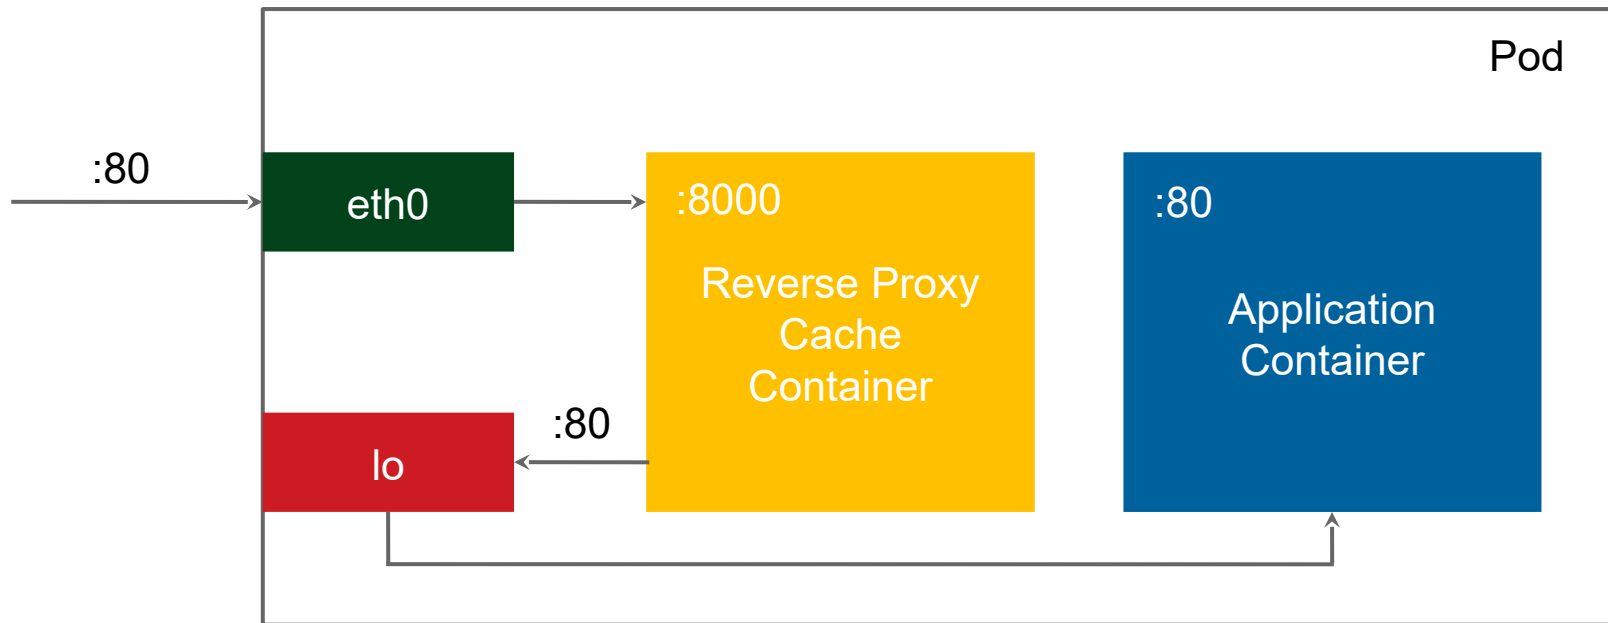 Pod
:80
eth0
:8000
Reverse Proxy
Cache
Container
:80
Application
Container
:80
lo